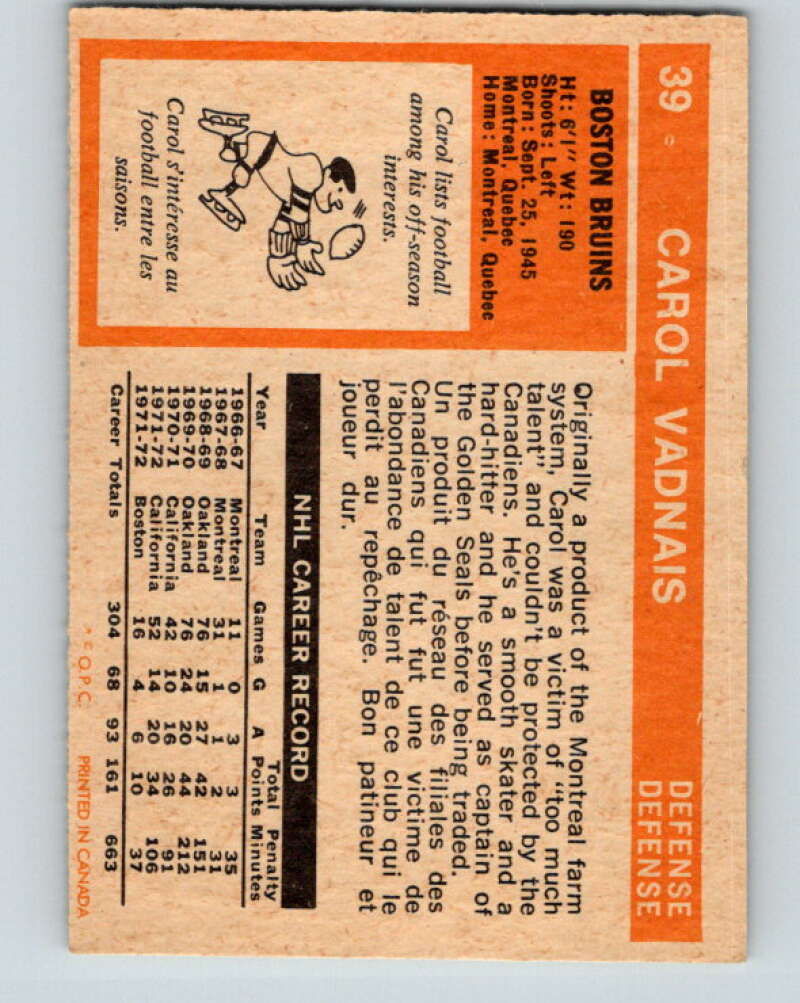 39 CAROL VADNAIS DEFENSE
DEFENSE
BOSTON BRUINS
Ht: 6'1" Wt: 190
Shoots: Left
Born: Sept. 25, 1945
Montreal, Quebec
Home: Montreal, Quebec
Carol lists football
among his off-season
interests.
Carol s'intéresse au
football entre les
saisons.
Originally a product of the Montreal farm
system, Carol was a victim of "too much
talent" and couldn't be protected by the
Canadiens. He's a smooth skater and a
hard-hitter and he served as captain of
the Golden Seals before being traded.
Un produit du réseau des filiales des
Canadiens qui fut fut une victime de
l'abondance de talent de ce club qui le
perdit au repêchage. Bon patineur et
joueur dur.
NHL CAREER RECORD
Total Penalty
Year Team Games G A Points Minutes
1966-67 Montreal 11 0 3 3 35
1967-68 Montreal 31 1 1 2 31
1968-69 Oakland 76 15 27 42 151
1969-70 Oakland 76 24 20 44 212
1970-71 California 42 10 16 26 91
1971-72 California 52 14 20 34 106
1971-72 Boston 16 4 6 10 37
Career Totals 304 68 93 161 663
* F O.P.C. PRINTED IN CANADA